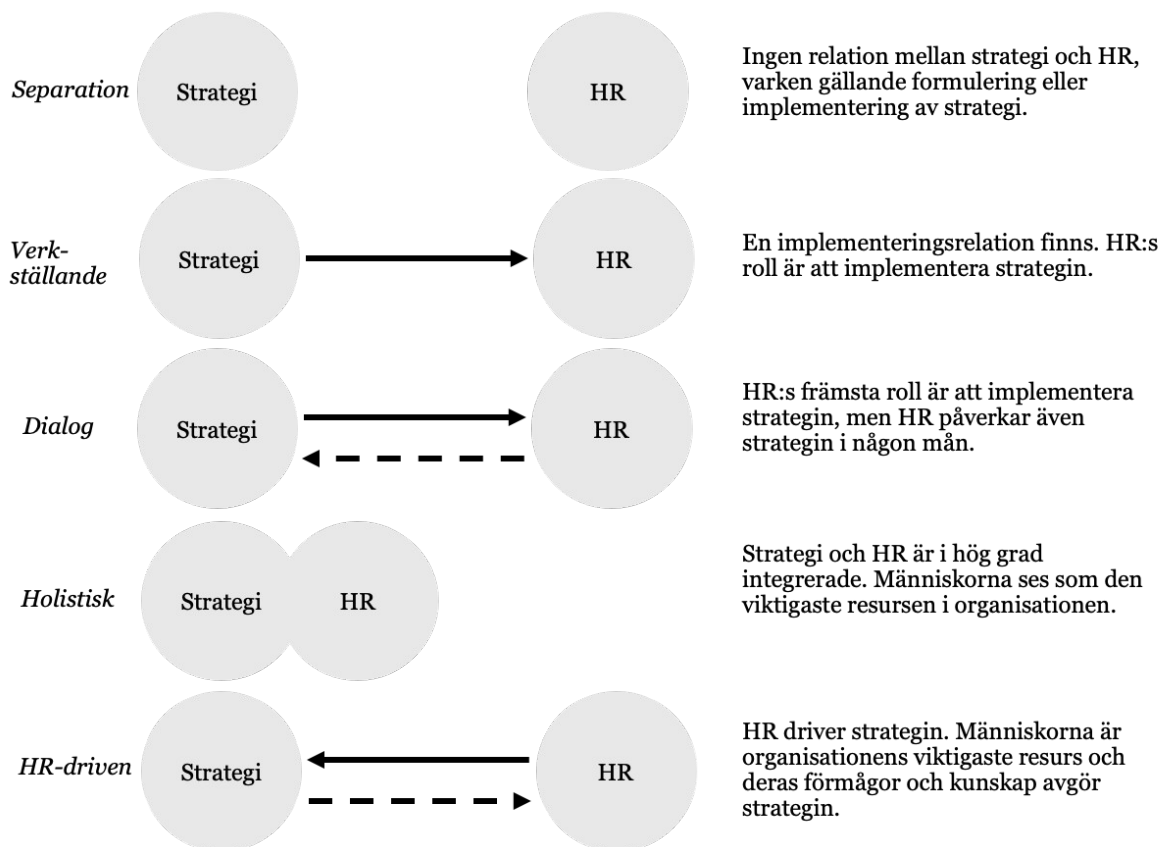 Separation
Strategi
HR
Ingen relation mellan strategi och HR,
varken gällande formulering eller
implementering av strategi.
Verk-
ställande
Strategi
HR
En implementeringsrelation finns. HR:s
roll är att implementera strategin.
Dialog
Strategi
HR
HR:s främsta roll är att implementera
strategin, men HR påverkar även
strategin i någon mån.
Holistisk
Strategi
HR
Strategi och HR är i hög grad
integrerade. Människorna ses som den
viktigaste resursen i organisationen.
HR-driven
Strategi
HR
HR driver strategin. Människorna är
organisationens viktigaste resurs och
deras förmågor och kunskap avgör
strategin.